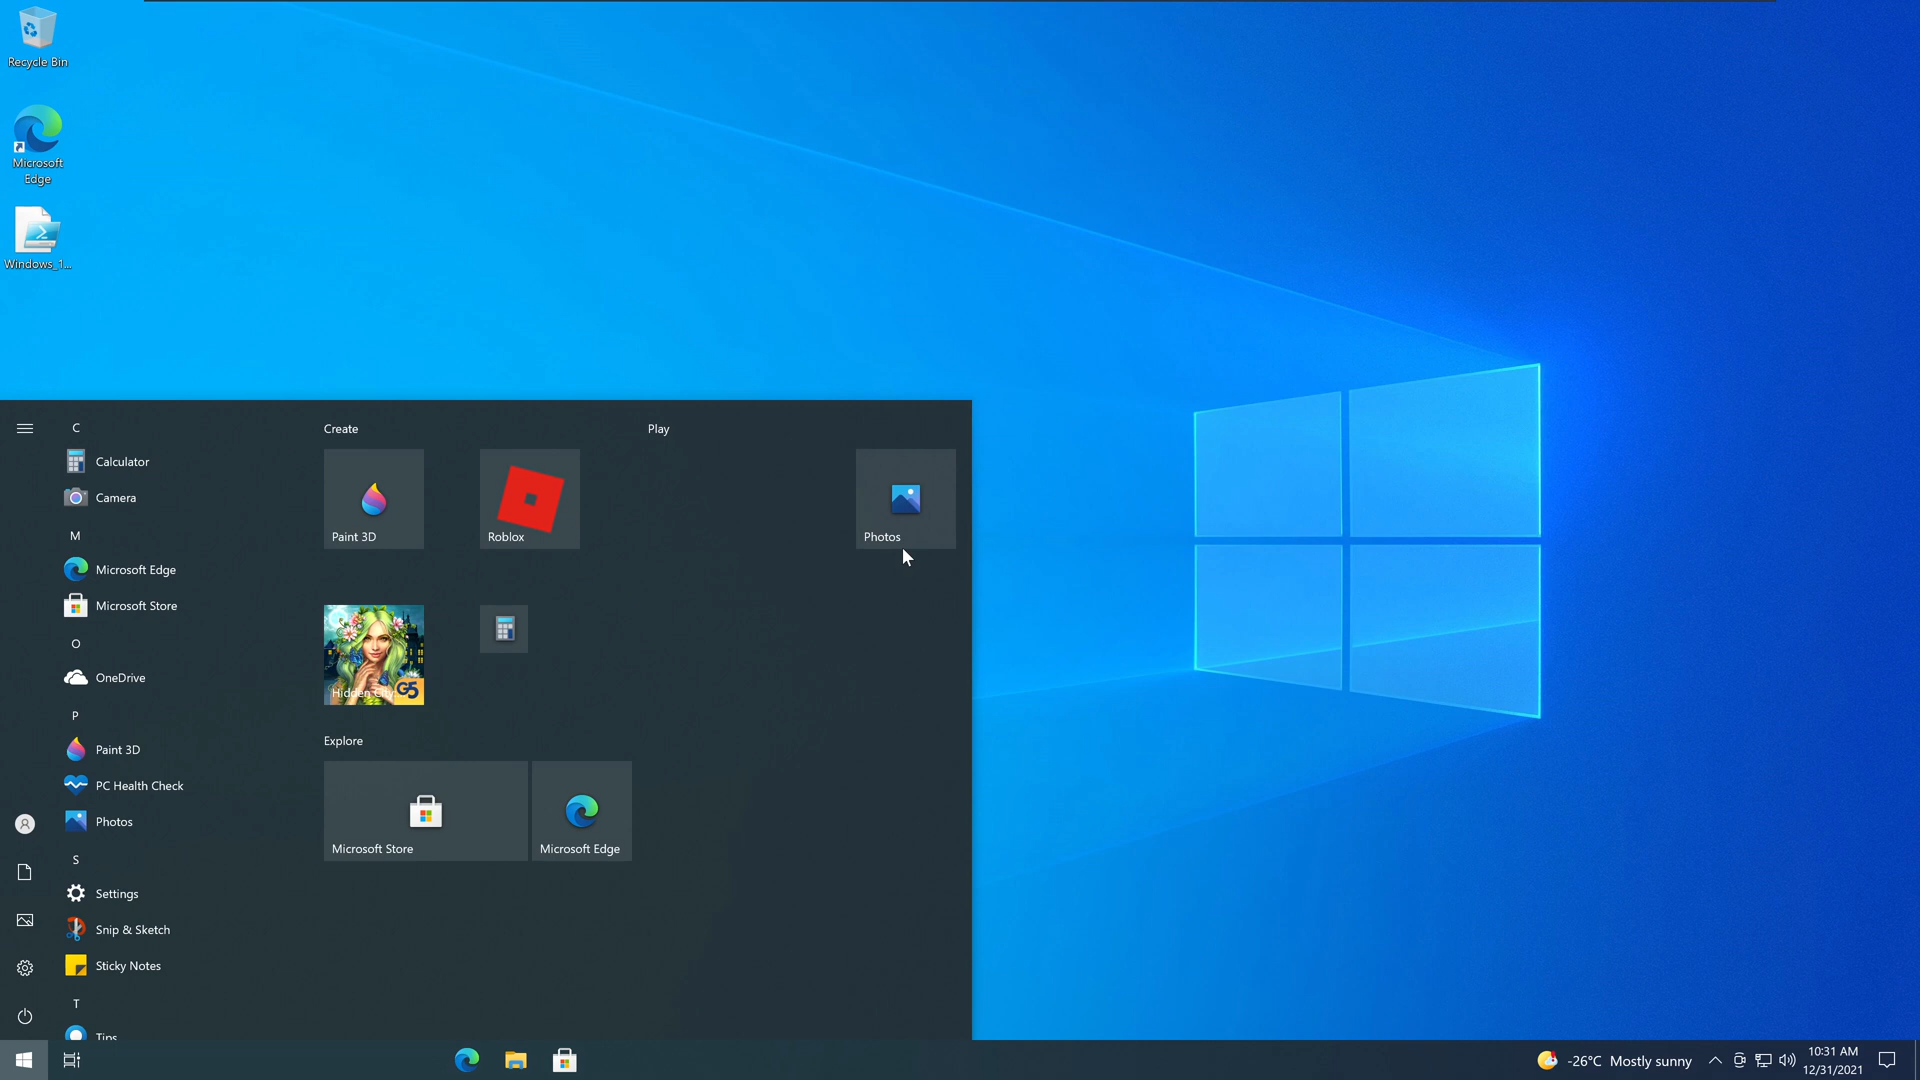 Recycle Bin
Microsoft
Edge
Windows_1...
C
Calculator
Camera
M
Microsoft Edge
Microsoft Store
O
OneDrive
P
Paint 3D
PC Health Check
Photos
S
Settings
Snip & Sketch
Sticky Notes
T
Tips
Create
Play
Paint 3D
Roblox
Photos
Hidden City
G5
Explore
Microsoft Store
Microsoft Edge
-26°C Mostly sunny
10:31 AM
12/31/2021